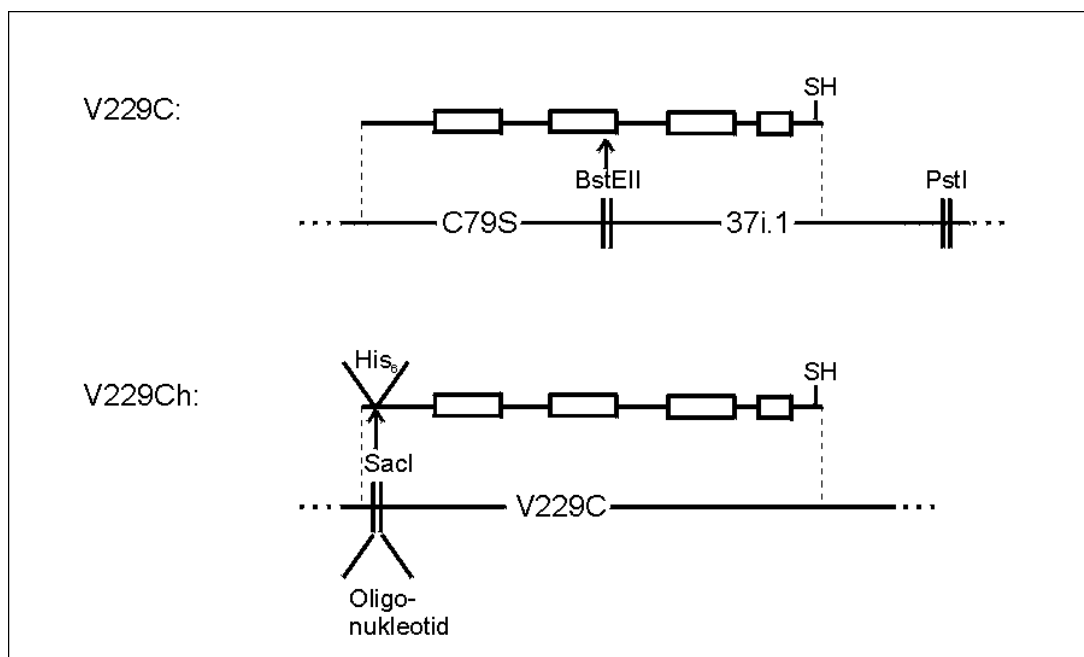 V229C:
SH
BstEII
PstI
C79S
37i.1
V229Ch:
His₆
SH
SacI
V229C
Oligo-
nukleotid